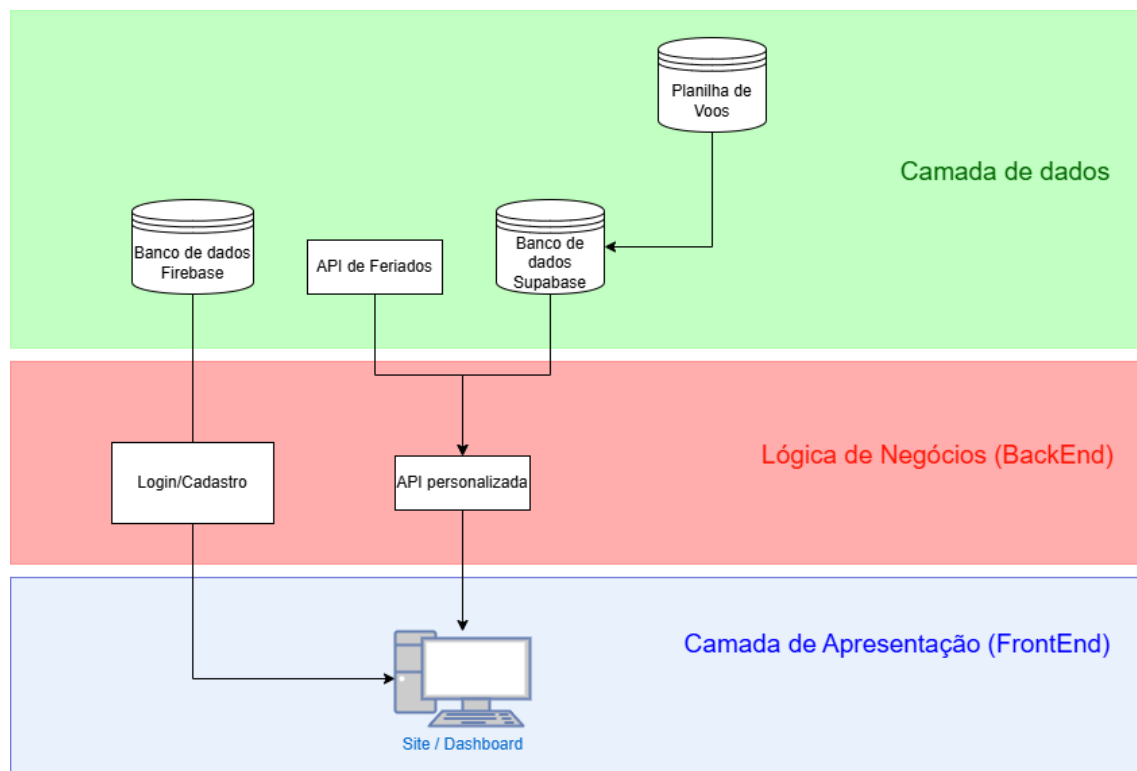 Planilha de
Voos
Camada de dados
Banco de dados
Firebase
API de Feriados
Banco de
dados
Supabase
Lógica de Negócios (BackEnd)
Login/Cadastro
API personalizada
Camada de Apresentação (FrontEnd)
Site / Dashboard